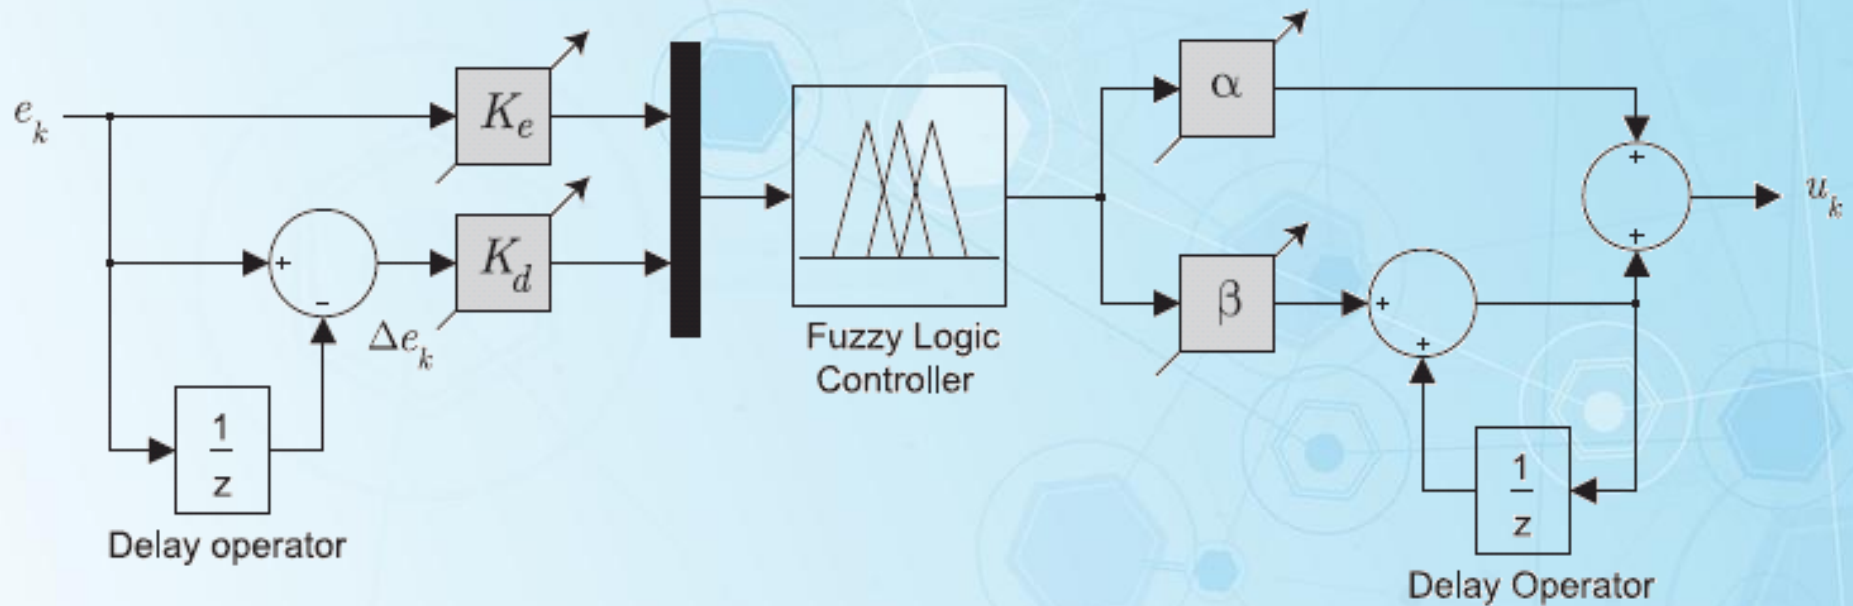 e_k
K_e
α
+
+
u_k
+
-
K_d
Δe_k
β
+
+
Fuzzy Logic
Controller
1
z
Delay operator
1
z
Delay Operator